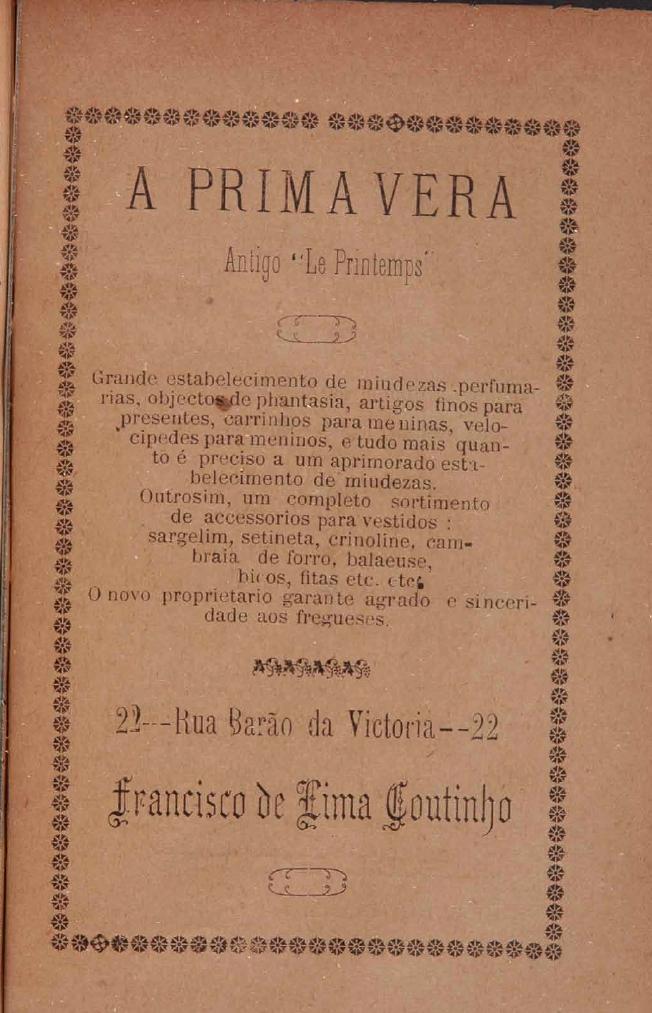 A PRIMAVERA
Antigo "Le Printemps"
Grande estabelecimento de miudezas ,perfuma-
rias, objectos de phantasia, artigos finos para
presentes, carrinhos para meninas, velo-
cipedes para meninos, e tudo mais quan-
to é preciso a um aprimorado esta-
belecimento de miudezas.
Outrosim, um completo sortimento
de accessorios para vestidos :
sargelim, setineta, crinoline, cam-
braia de forro, balaeuse,
bicos, fitas etc. etc.
O novo proprietario garante agrado e sinceri-
dade aos fregueses.
22---Rua Barão da Victoria--22
Francisco de Lima Coutinho